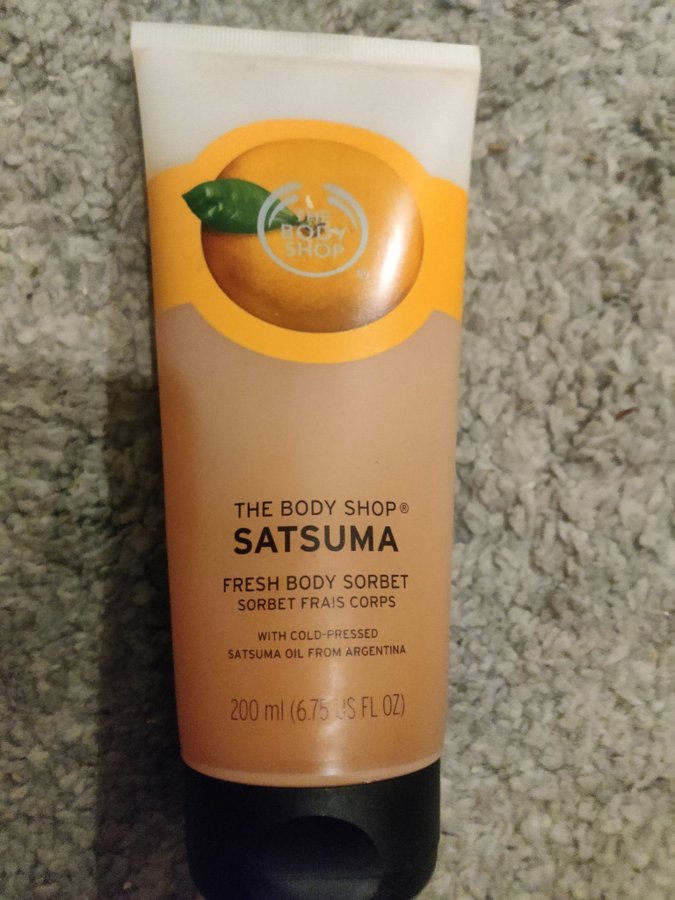 THE
BODY
SHOP
®
THE BODY SHOP®
SATSUMA
FRESH BODY SORBET
SORBET FRAIS CORPS
WITH COLD-PRESSED
SATSUMA OIL FROM ARGENTINA
200 ml (6.75 US FL OZ)